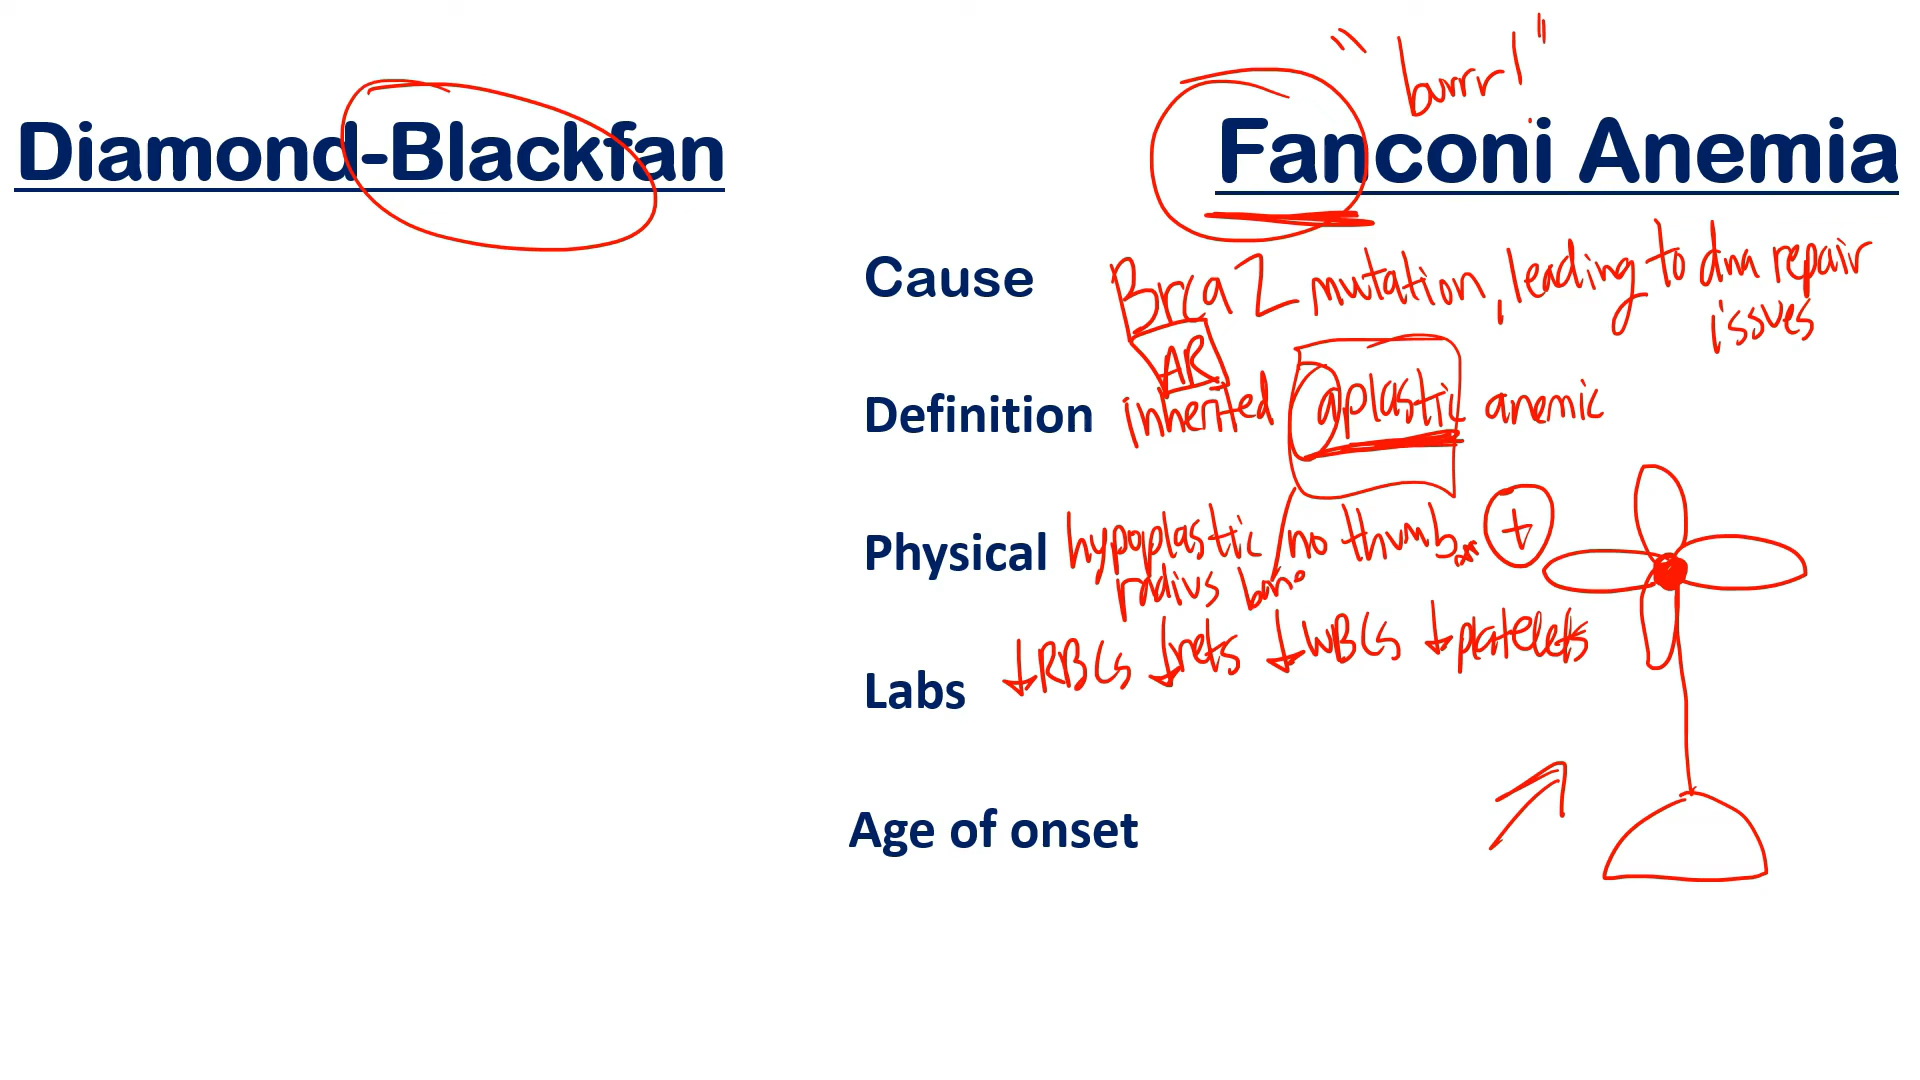 "burrr!"
Diamond-Blackfan
Fanconi Anemia
Cause Brca 2 mutation, leading to dna repair
issues
AR
Definition inherited aplastic anemic
Physical hypoplastic / no thumb +
radius
Labs ↓RBCs ↓rets ↓WBCs ↓platelets
Age of onset